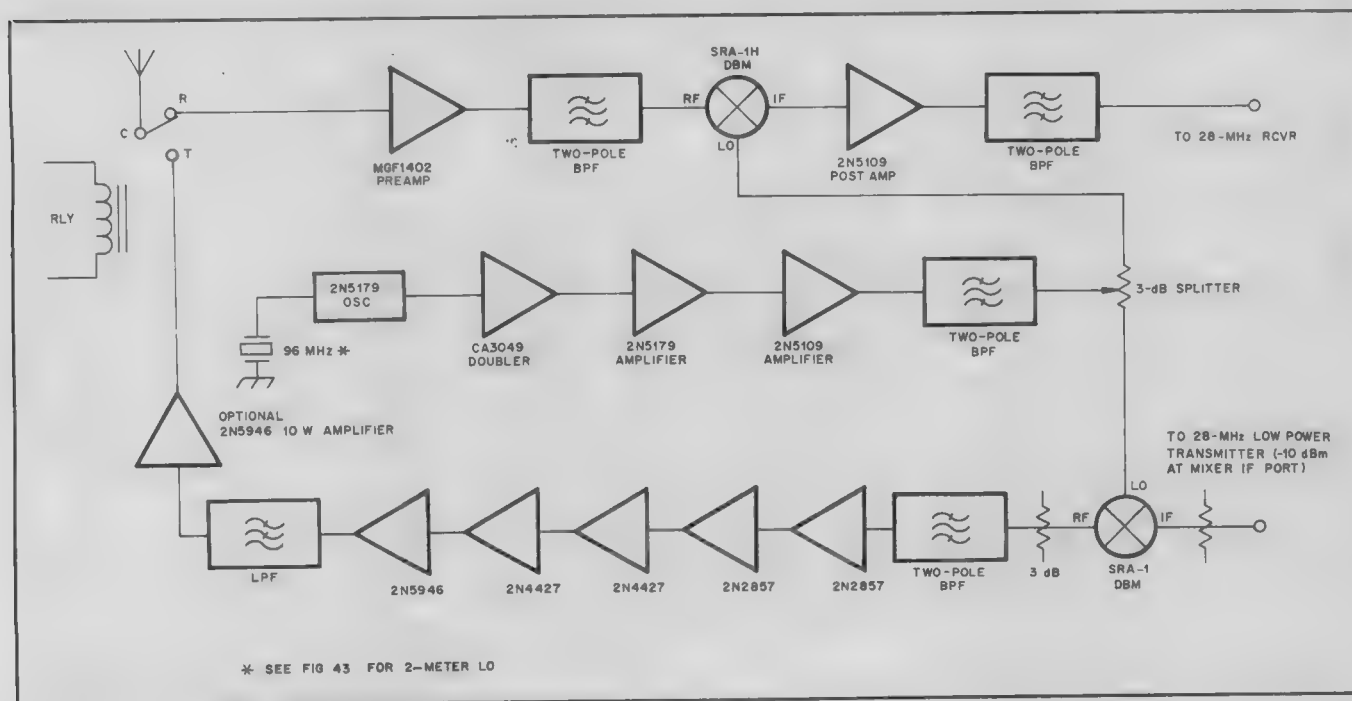 SRA-1H
DBM
R
C
T
RF
IF
LO
MGF1402
PREAMP
TWO-POLE
BPF
2N5109
POST AMP
TWO-POLE
BPF
TO 28-MHz RCVR
RLY
2N5179
OSC
96 MHz *
CA3049
DOUBLER
2N5179
AMPLIFIER
2N5109
AMPLIFIER
TWO-POLE
BPF
3-dB SPLITTER
OPTIONAL
2N5946 10 W AMPLIFIER
TO 28-MHz LOW POWER
TRANSMITTER (-10 dBm
AT MIXER IF PORT)
LO
RF
IF
LPF
2N5946
2N4427
2N4427
2N2857
2N2857
TWO-POLE
BPF
3 dB
SRA-1
DBM
* SEE FIG 43 FOR 2-METER LO